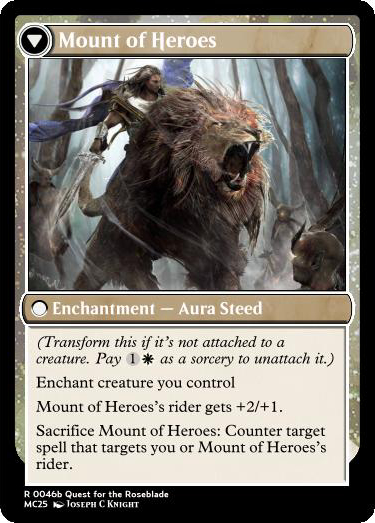 Mount of Heroes
Enchantment — Aura Steed
(Transform this if it's not attached to a
creature. Pay 1 as a sorcery to unattach it.)
Enchant creature you control
Mount of Heroes's rider gets +2/+1.
Sacrifice Mount of Heroes: Counter target
spell that targets you or Mount of Heroes's
rider.
R 0046b Quest for the Roseblade
MC25 Joseph C Knight